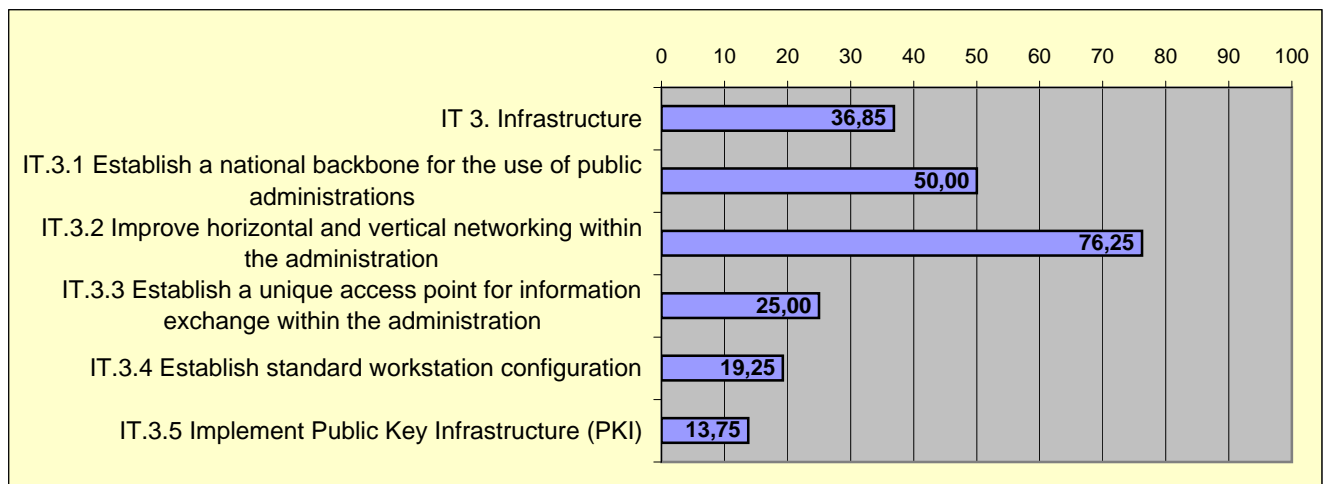 0 10 20 30 40 50 60 70 80 90 100
IT 3. Infrastructure
36,85
IT.3.1 Establish a national backbone for the use of public
administrations
50,00
IT.3.2 Improve horizontal and vertical networking within
the administration
76,25
IT.3.3 Establish a unique access point for information
exchange within the administration
25,00
IT.3.4 Establish standard workstation configuration
19,25
IT.3.5 Implement Public Key Infrastructure (PKI)
13,75